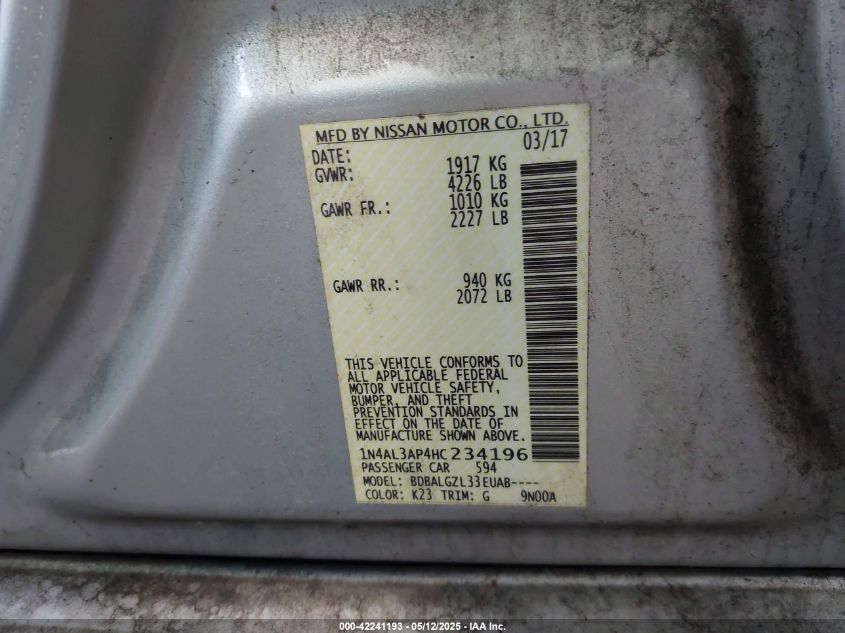 MFD BY NISSAN MOTOR CO., LTD.
DATE: 03/17
GVWR: 1917 KG
4226 LB
GAWR FR.: 1010 KG
2227 LB
GAWR RR.: 940 KG
2072 LB
THIS VEHICLE CONFORMS TO
ALL APPLICABLE FEDERAL
MOTOR VEHICLE SAFETY,
BUMPER, AND THEFT
PREVENTION STANDARDS IN
EFFECT ON THE DATE OF
MANUFACTURE SHOWN ABOVE.
1N4AL3AP4HC234196
PASSENGER CAR 594
MODEL: BDBALGZL33EUAB----
COLOR: K23 TRIM: G 9N00A
000-42241193 - 05/12/2025 - IAA Inc.